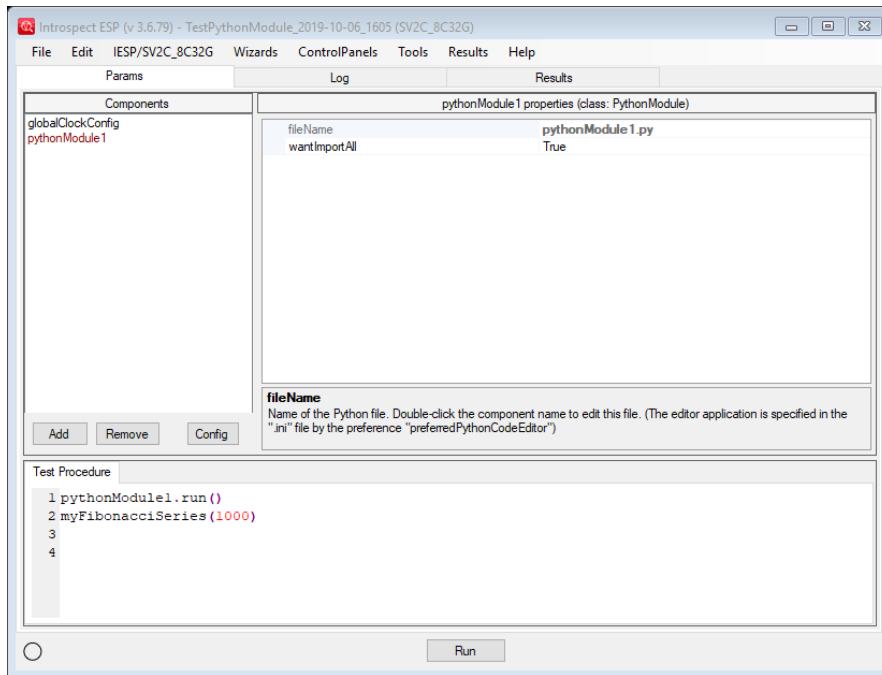 Introspect ESP (v 3.6.79) - TestPythonModule_2019-10-06_1605 (SV2C_8C32G)
File Edit IESP/SV2C_8C32G Wizards ControlPanels Tools Results Help
Params Log Results
Components
globalClockConfig
pythonModule1
Add Remove Config
pythonModule1 properties (class: PythonModule)
fileName pythonModule1.py
wantImportAll True
fileName
Name of the Python file. Double-click the component name to edit this file. (The editor application is specified in the
".ini" file by the preference "preferredPythonCodeEditor")
Test Procedure
1 pythonModule1.run()
2 myFibonacciSeries(1000)
3
4
Run